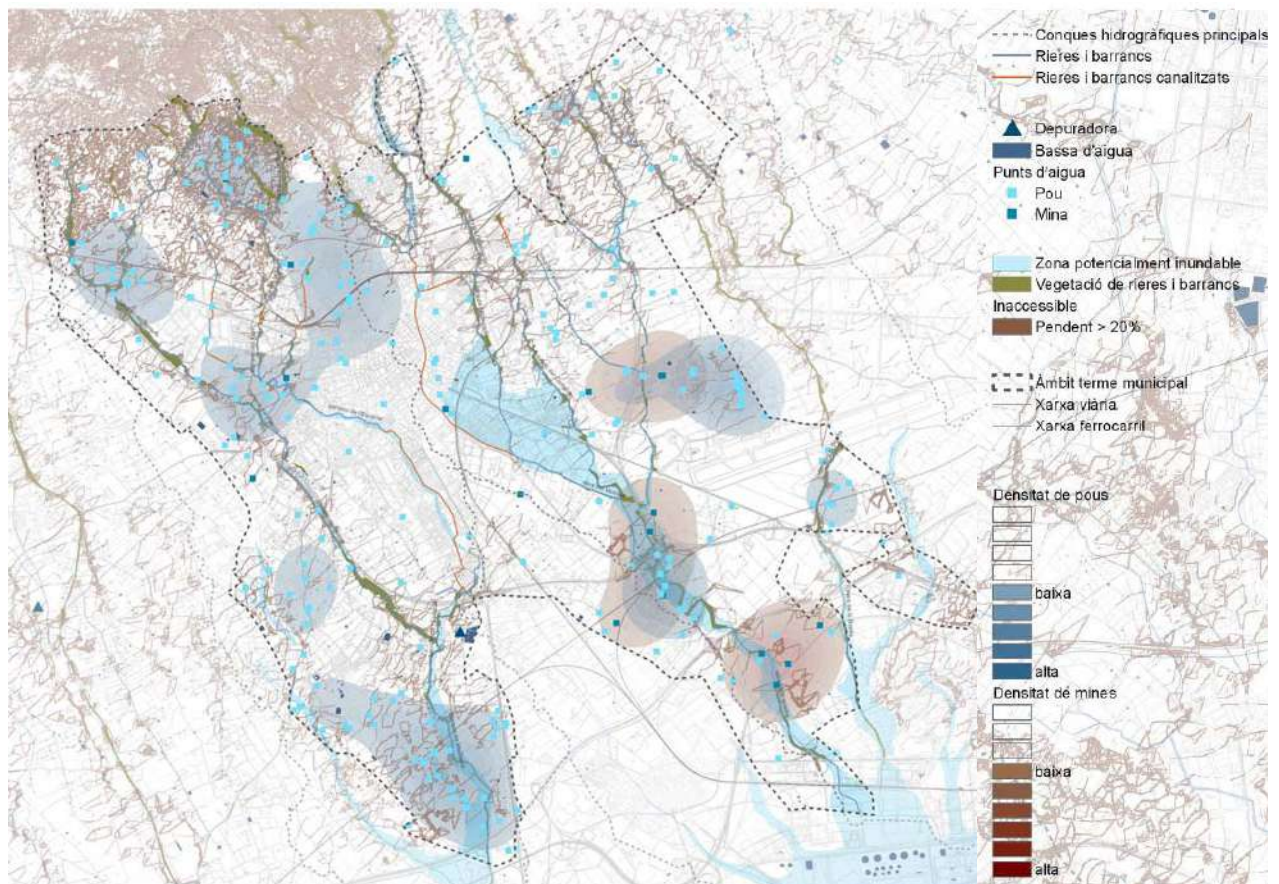 Conques hidrogràfiques principals
Rieres i barrancs
Rieres i barrancs canalitzats
Depuradora
Bassa d'aigua
Punts d'aigua
Pou
Mina
Zona potencialment inundable
Vegetació de rieres i barrancs
Inaccessible
Pendent > 20%
Àmbit terme municipal
Xarxa viària
Xarxa ferrocarril
Densitat de pous
baixa
alta
Densitat de mines
baixa
alta